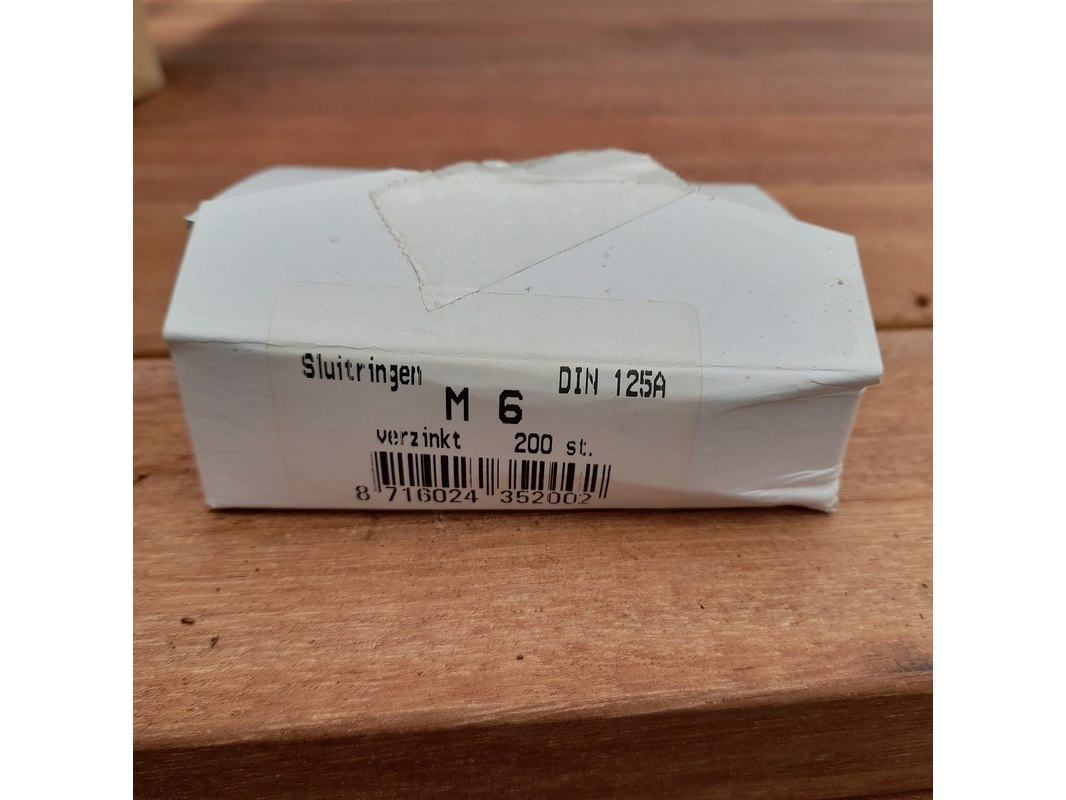 Sluitringen DIN 125A
M 6
verzinkt 200 st.
8 716024 352002